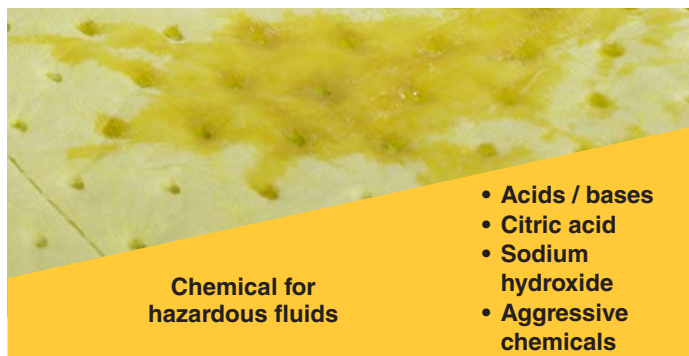 Chemical for
hazardous fluids
• Acids / bases
• Citric acid
• Sodium
hydroxide
• Aggressive
chemicals